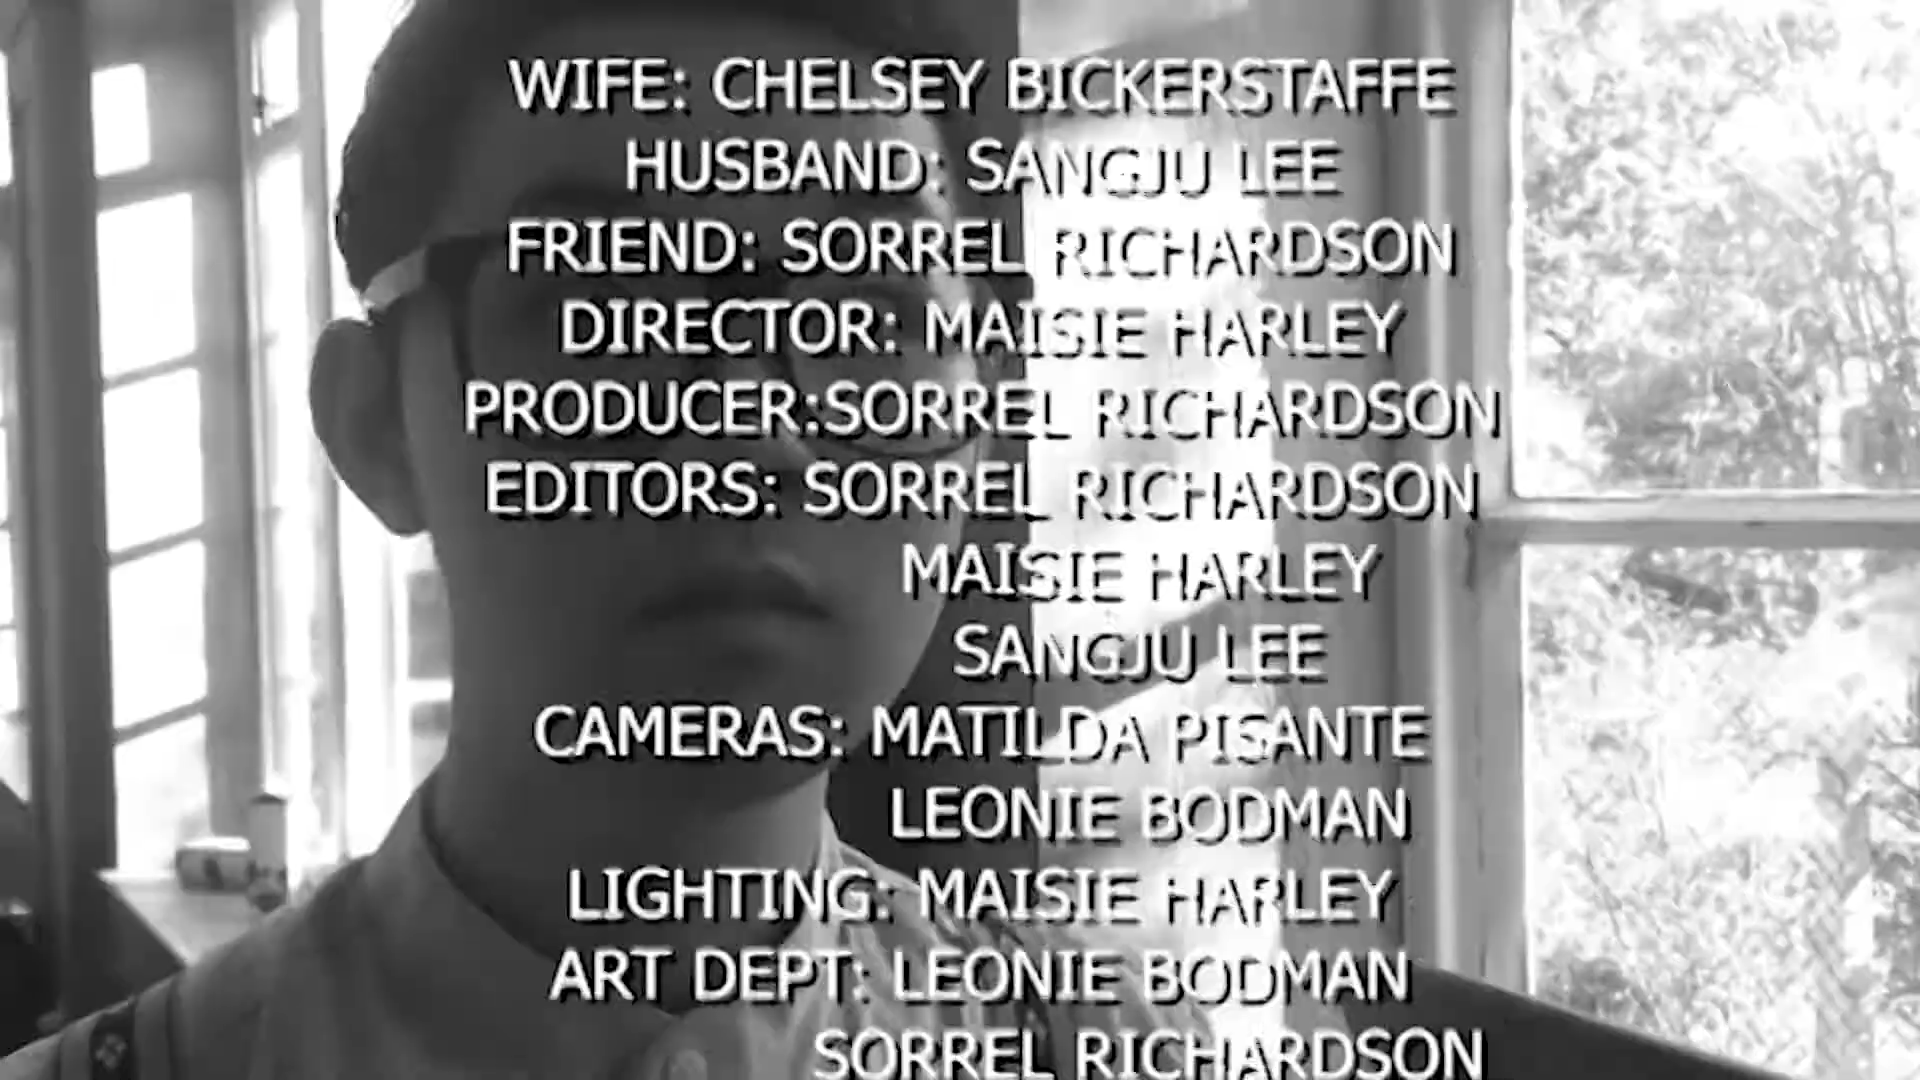 WIFE: CHELSEY BICKERSTAFFE
HUSBAND: SANGJU LEE
FRIEND: SORREL RICHARDSON
DIRECTOR: MAISIE HARLEY
PRODUCER:SORREL RICHARDSON
EDITORS: SORREL RICHARDSON
MAISIE HARLEY
SANGJU LEE
CAMERAS: MATILDA PISANTE
LEONIE BODMAN
LIGHTING: MAISIE HARLEY
ART DEPT: LEONIE BODMAN
SORREL RICHARDSON